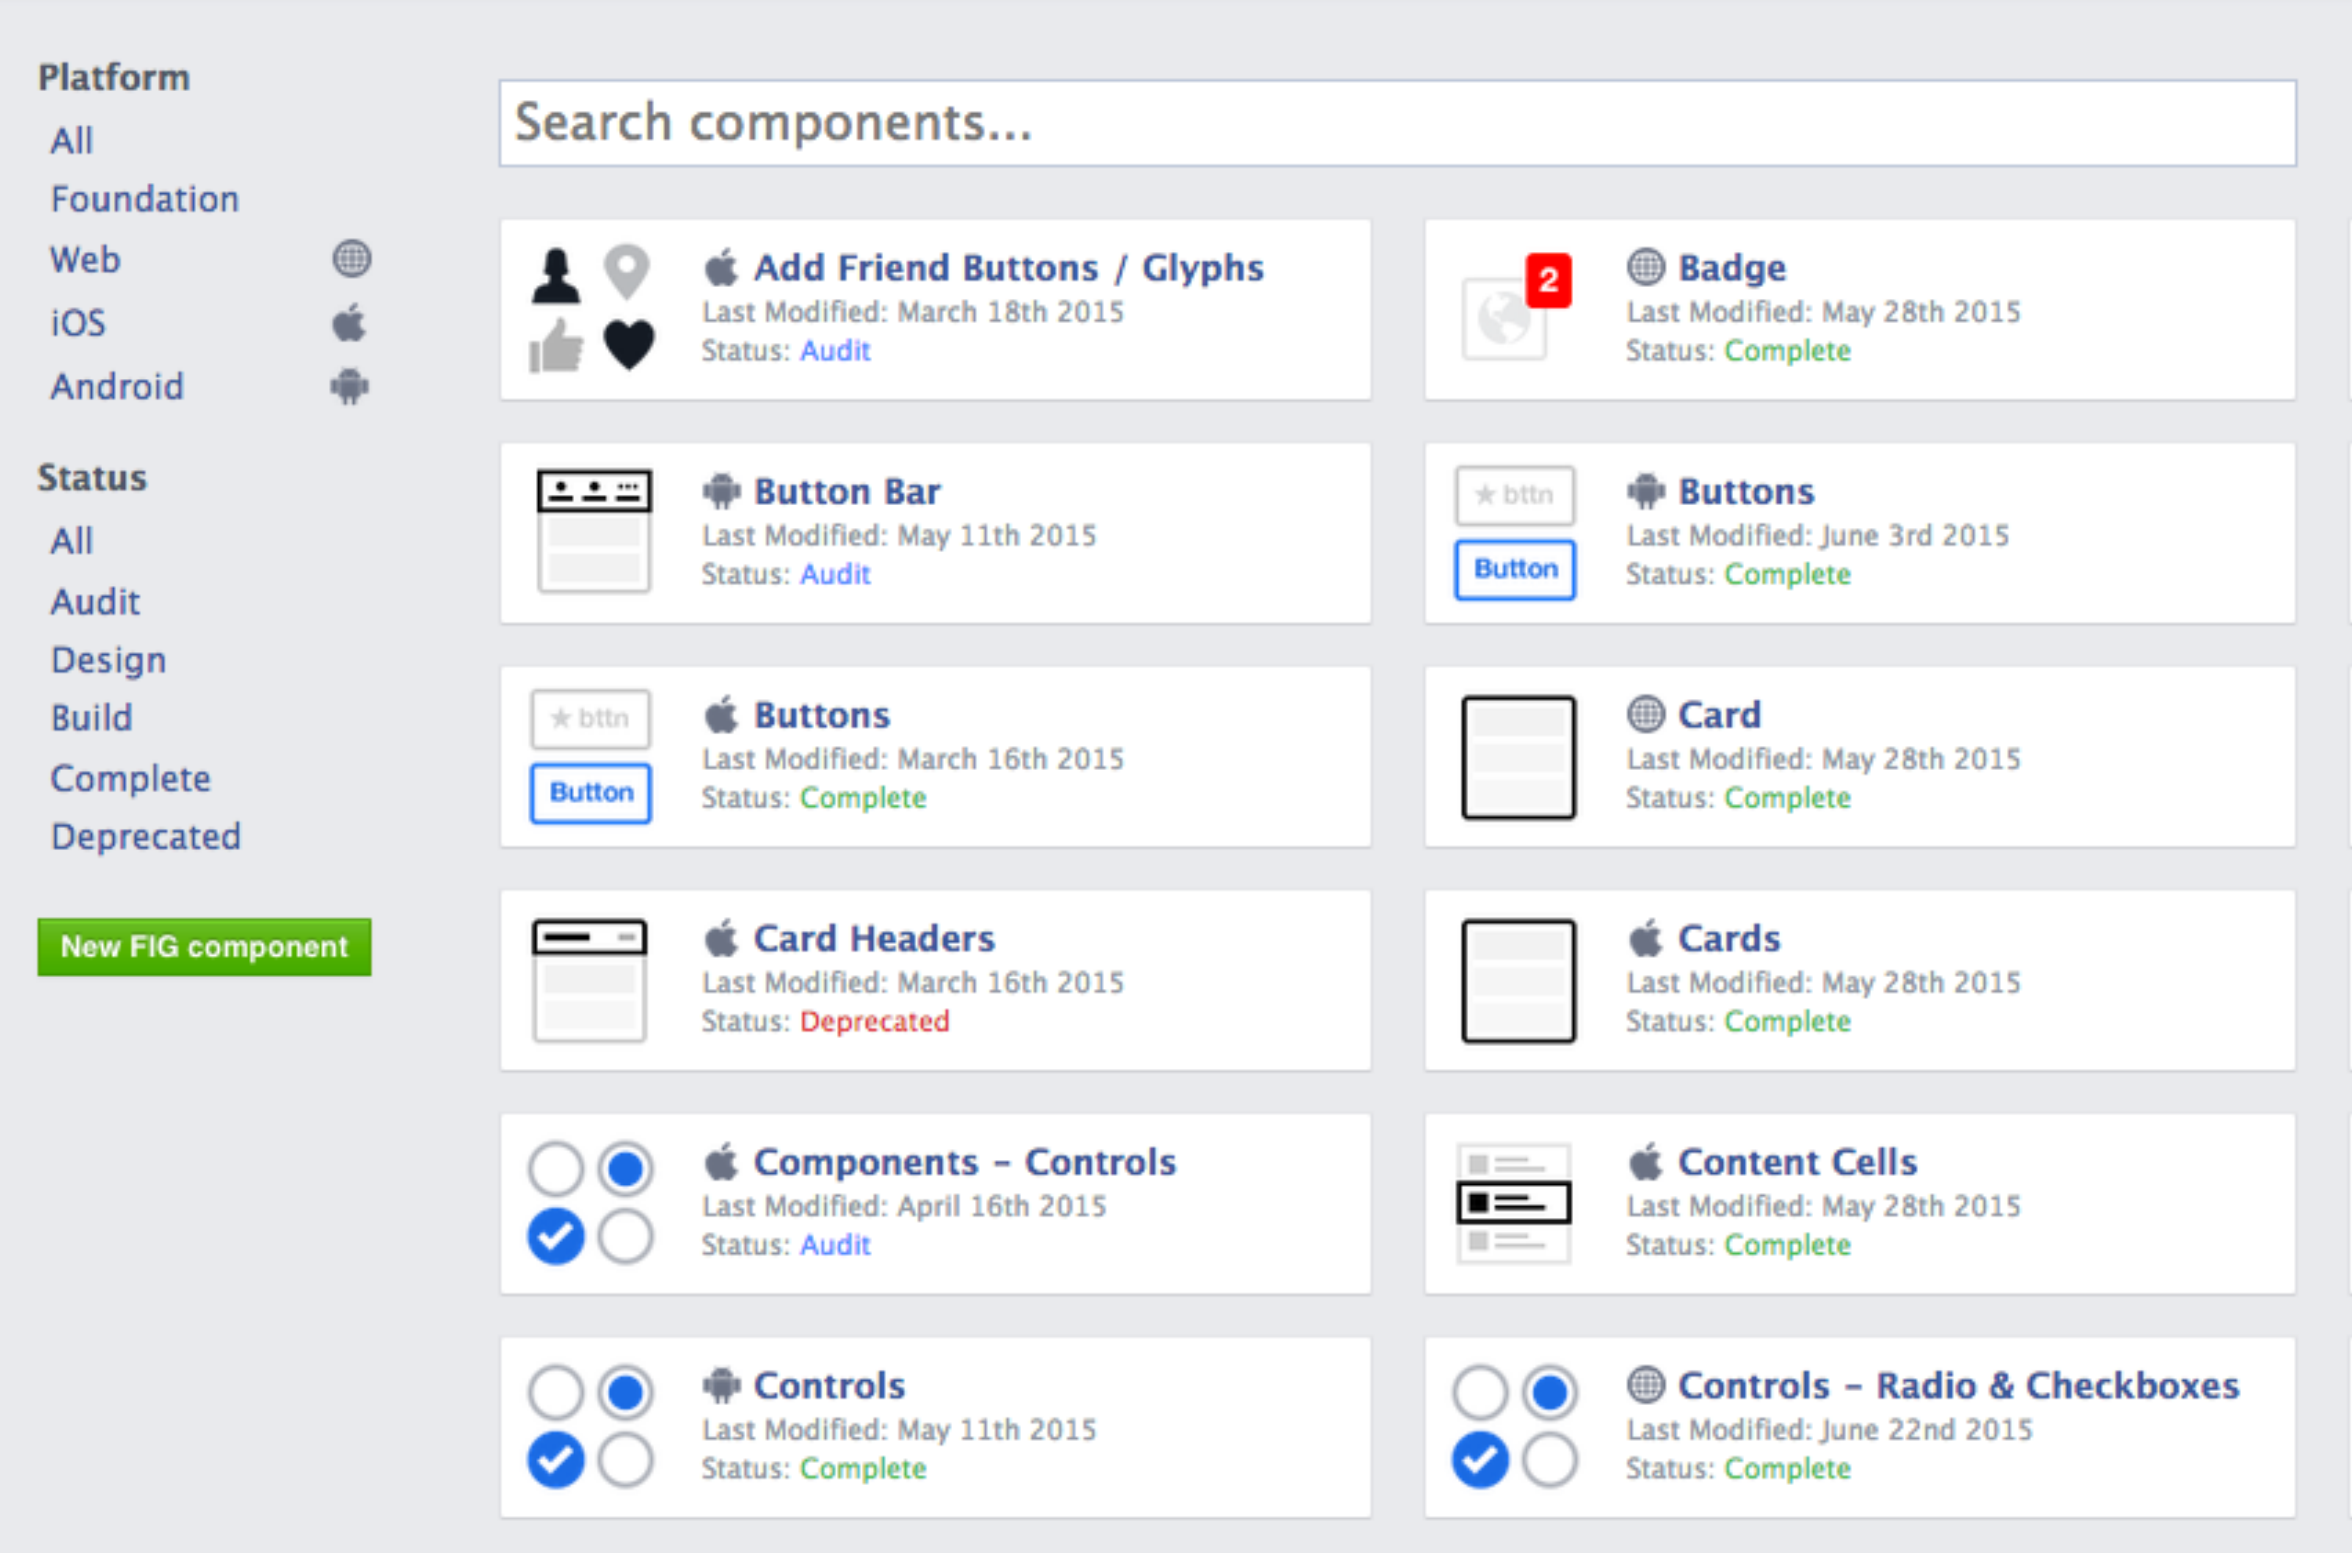 Platform
All
Foundation
Web
iOS
Android
Status
All
Audit
Design
Build
Complete
Deprecated
New FIG component
Search components...
Add Friend Buttons / Glyphs
Last Modified: March 18th 2015
Status: Audit
2
Badge
Last Modified: May 28th 2015
Status: Complete
Button Bar
Last Modified: May 11th 2015
Status: Audit
★ bttn
Button
Buttons
Last Modified: June 3rd 2015
Status: Complete
★ bttn
Button
Buttons
Last Modified: March 16th 2015
Status: Complete
Card
Last Modified: May 28th 2015
Status: Complete
Card Headers
Last Modified: March 16th 2015
Status: Deprecated
Cards
Last Modified: May 28th 2015
Status: Complete
Components – Controls
Last Modified: April 16th 2015
Status: Audit
Content Cells
Last Modified: May 28th 2015
Status: Complete
Controls
Last Modified: May 11th 2015
Status: Complete
Controls – Radio & Checkboxes
Last Modified: June 22nd 2015
Status: Complete